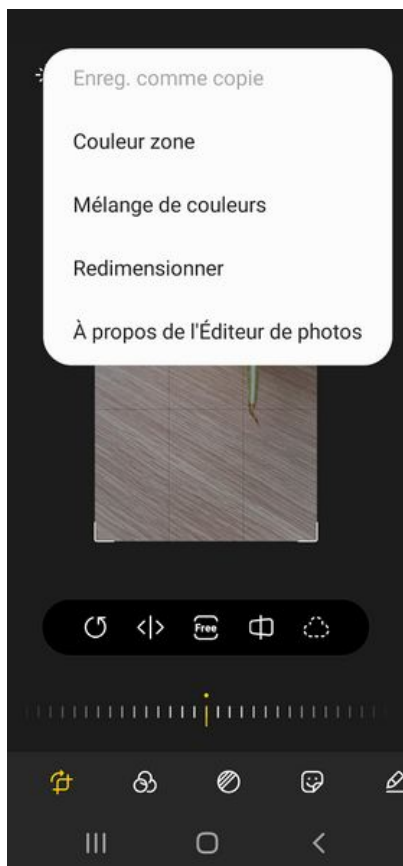 Enreg. comme copie
Couleur zone
Mélange de couleurs
Redimensionner
À propos de l'Éditeur de photos
Free